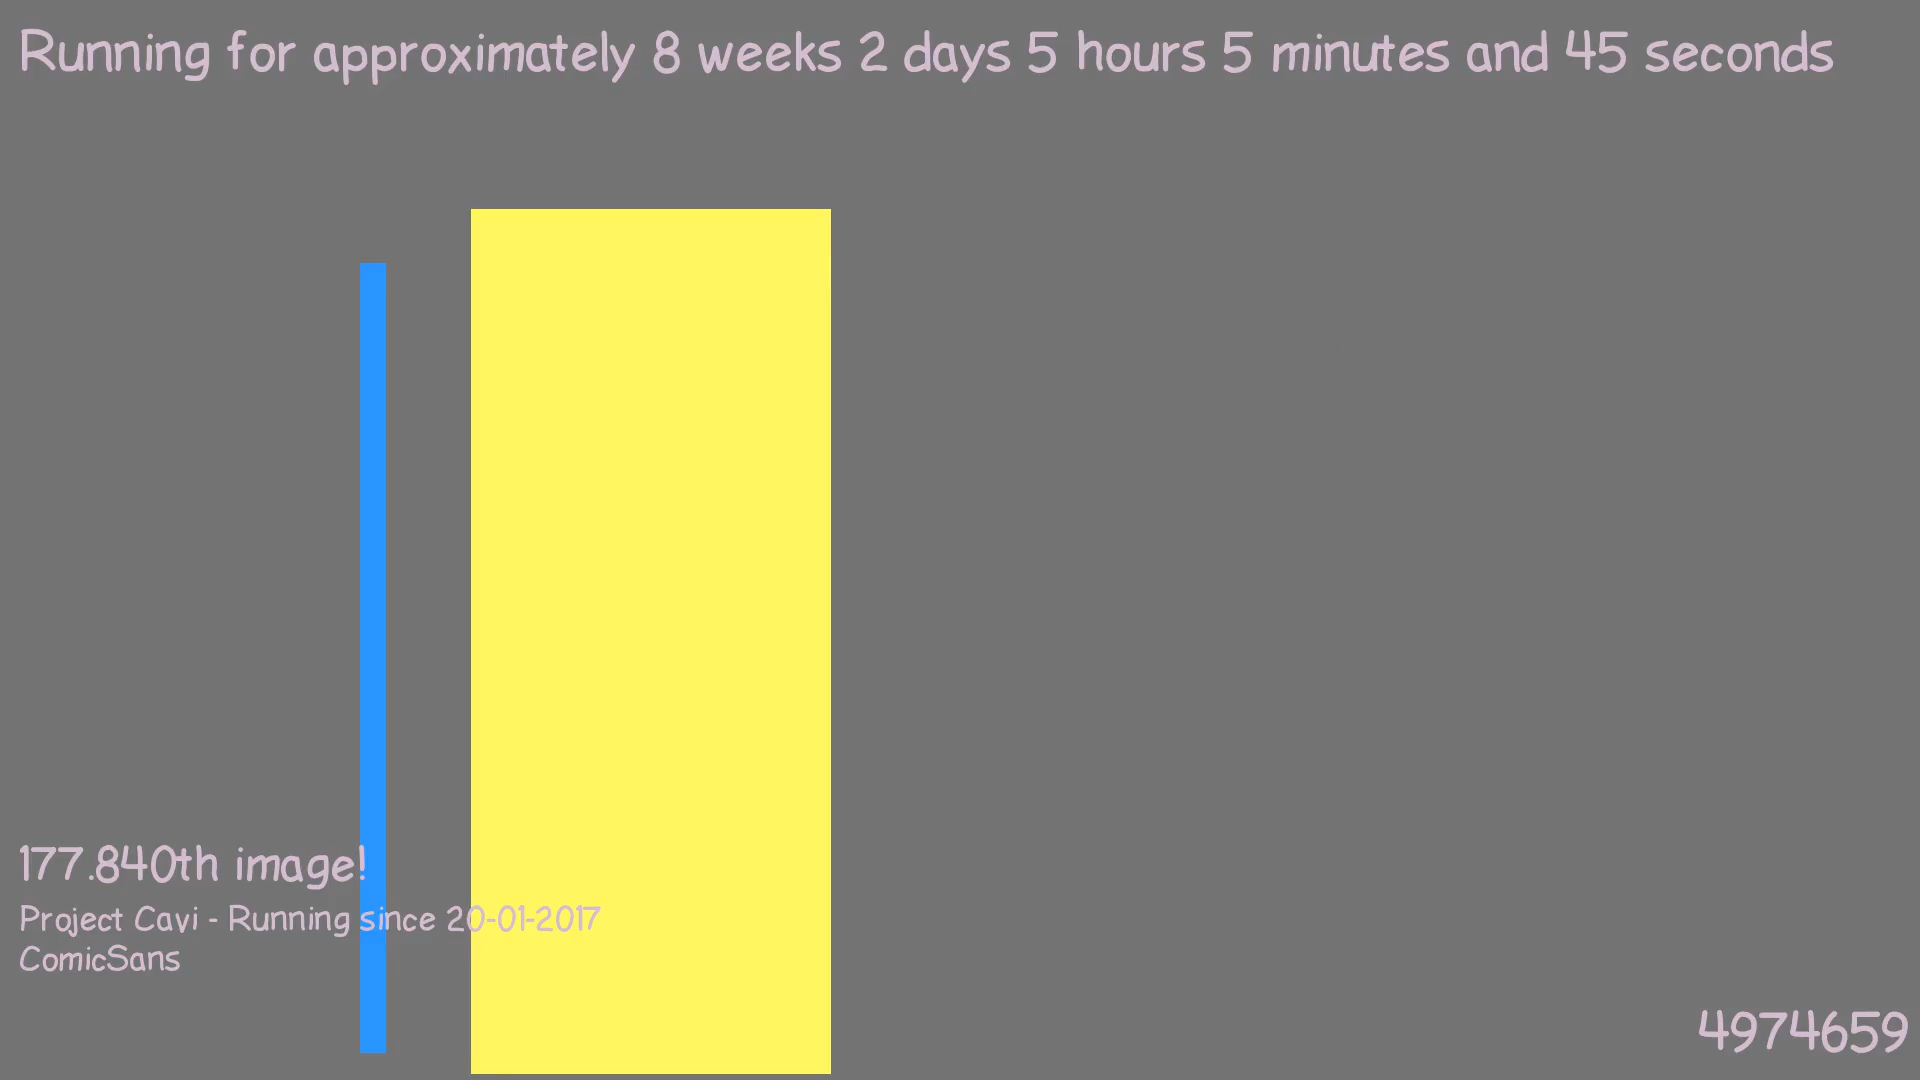 Running for approximately 8 weeks 2 days 5 hours 5 minutes and 45 seconds
177.840th image!
Project Cavi - Running since 20-01-2017
ComicSans
4974659